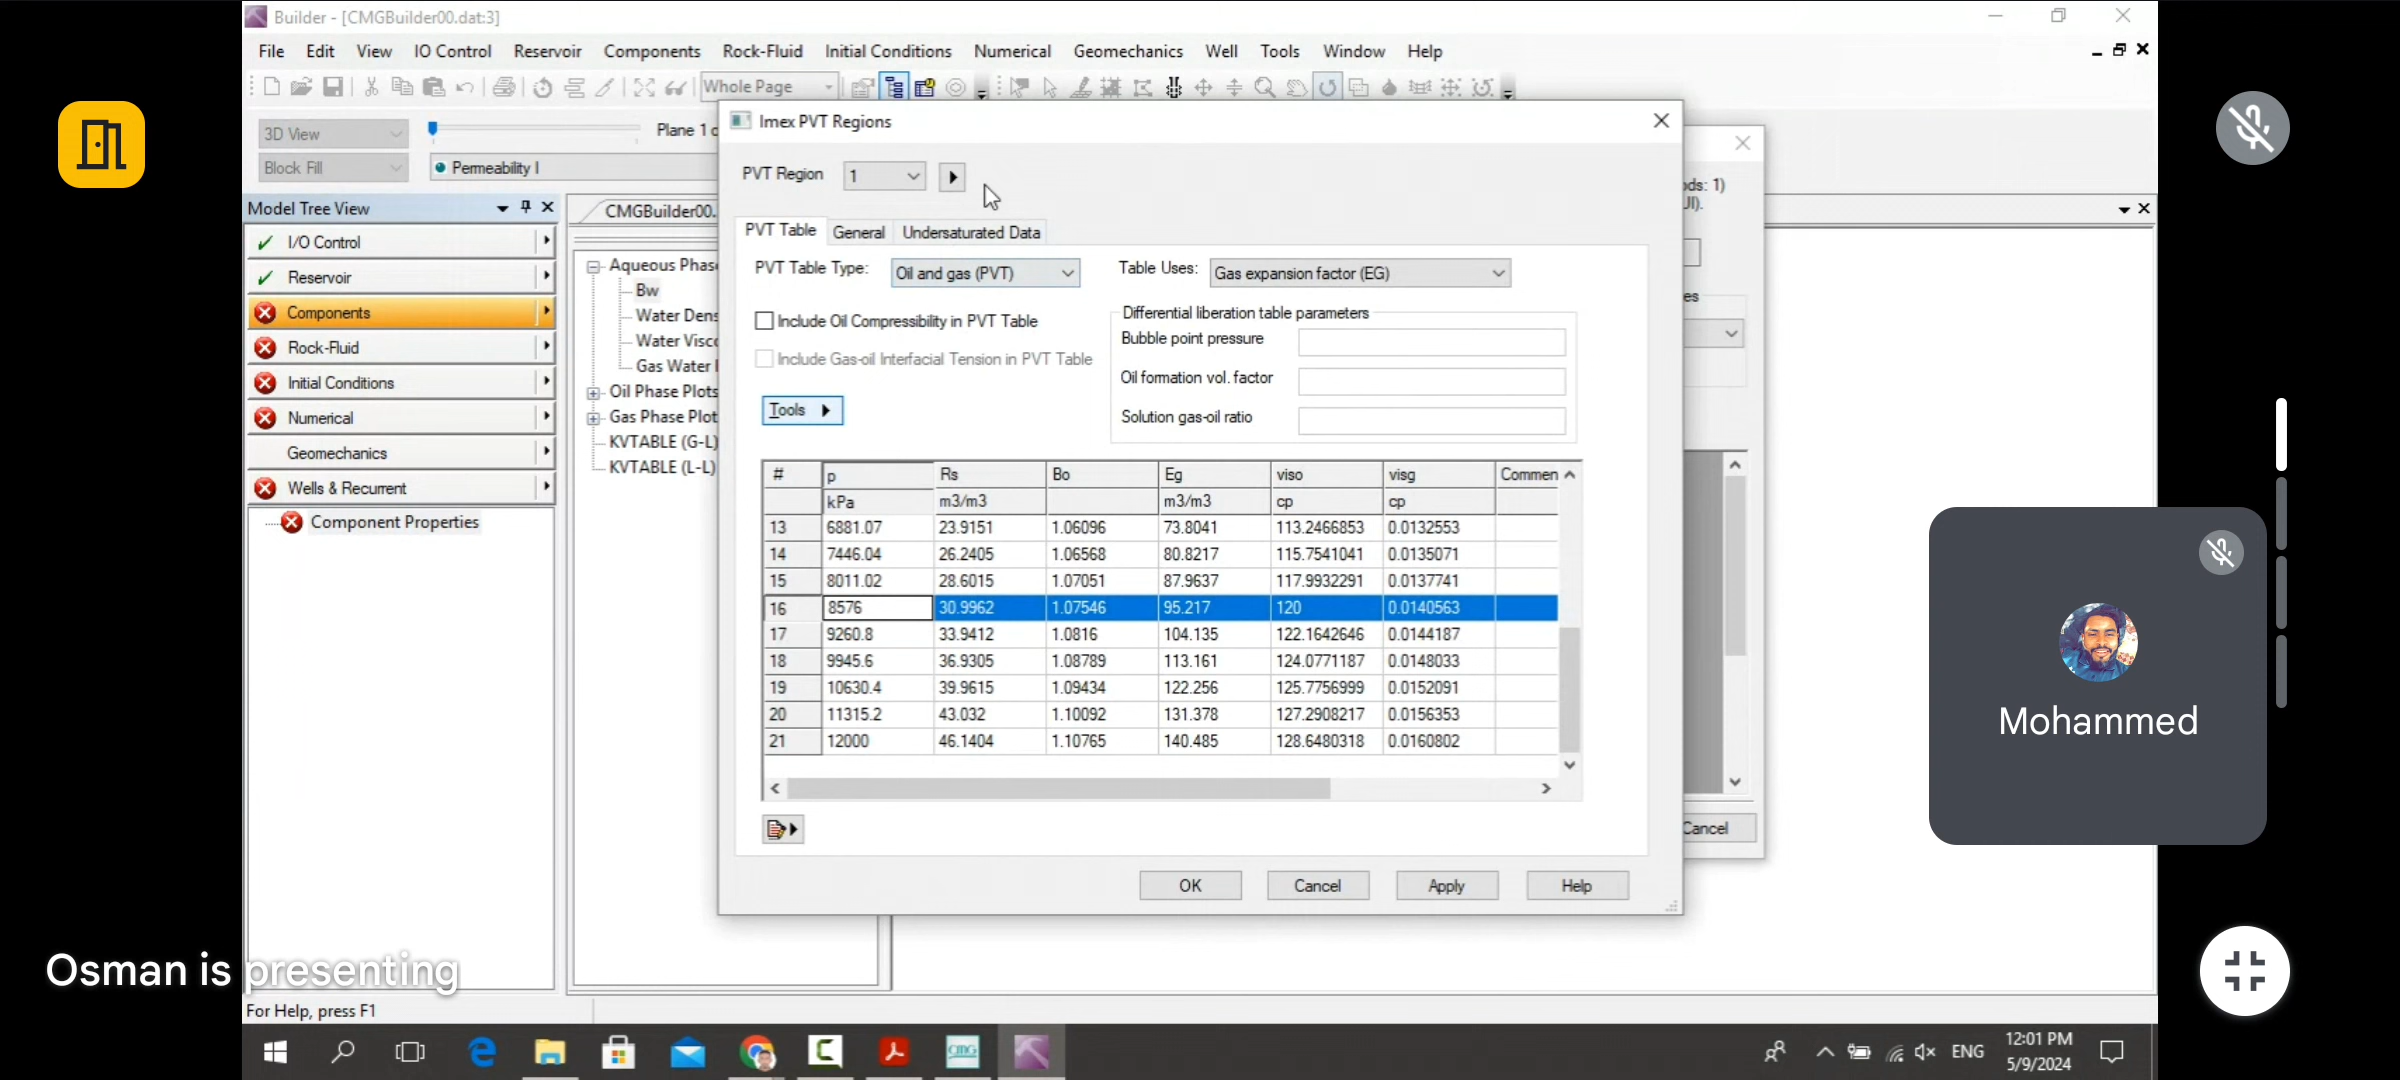 Builder - [CMGBuilder00.dat:3]
File Edit View IO Control Reservoir Components Rock-Fluid Initial Conditions Numerical Geomechanics Well Tools Window Help
Whole Page
3D View
Plane 1 o
Block Fill
Permeability I
Model Tree View
I/O Control
Reservoir
Components
Rock-Fluid
Initial Conditions
Numerical
Geomechanics
Wells & Recurrent
Component Properties
CMGBuilder00.
Aqueous Phas
Bw
Water Dens
Water Visco
Gas Water
Oil Phase Plots
Gas Phase Plot
KVTABLE (G-L)
KVTABLE (L-L)
Imex PVT Regions
PVT Region 1
PVT Table General Undersaturated Data
PVT Table Type: Oil and gas (PVT) Table Uses: Gas expansion factor (EG)
Include Oil Compressibility in PVT Table
Include Gas-oil Interfacial Tension in PVT Table
Differential liberation table parameters
Bubble point pressure
Oil formation vol. factor
Solution gas-oil ratio
Tools
# p Rs Bo Eg viso visg Commen
kPa m3/m3 m3/m3 cp cp
13 6881.07 23.9151 1.06096 73.8041 113.2466853 0.0132553
14 7446.04 26.2405 1.06568 80.8217 115.7541041 0.0135071
15 8011.02 28.6015 1.07051 87.9637 117.9932291 0.0137741
16 8576 30.9962 1.07546 95.217 120 0.0140563
17 9260.8 33.9412 1.0816 104.135 122.1642646 0.0144187
18 9945.6 36.9305 1.08789 113.161 124.0771187 0.0148033
19 10630.4 39.9615 1.09434 122.256 125.7756999 0.0152091
20 11315.2 43.032 1.10092 131.378 127.2908217 0.0156353
21 12000 46.1404 1.10765 140.485 128.6480318 0.0160802
OK Cancel Apply Help
ods: 1)
JI).
es
Cancel
Mohammed
Osman is presenting
For Help, press F1
CMG
ENG
12:01 PM
5/9/2024